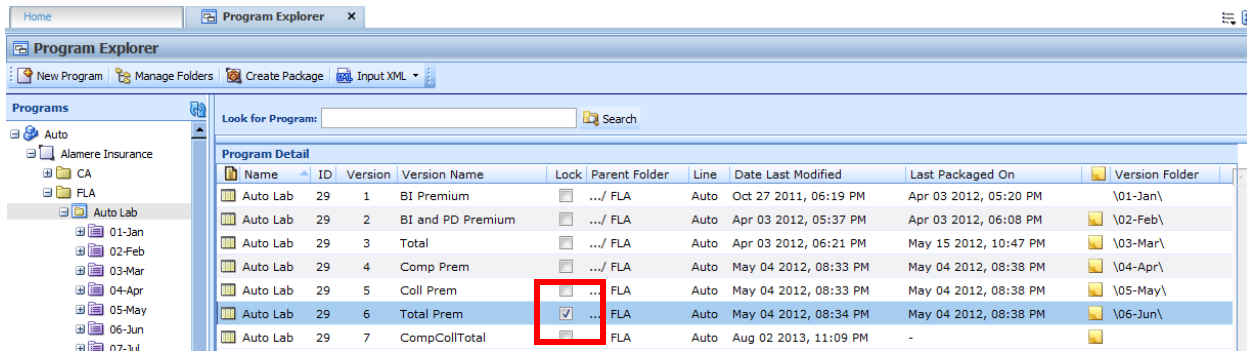 Home Program Explorer x
Program Explorer
New Program Manage Folders Create Package Input XML
Programs
Look for Program: Search
Auto
Alamere Insurance
CA
FLA
Auto Lab
01-Jan
02-Feb
03-Mar
04-Apr
05-May
06-Jun
07-Jul
Program Detail
Name ID Version Version Name Lock Parent Folder Line Date Last Modified Last Packaged On Version Folder
Auto Lab 29 1 BI Premium .../ FLA Auto Oct 27 2011, 06:19 PM Apr 03 2012, 05:20 PM \01-Jan\
Auto Lab 29 2 BI and PD Premium .../ FLA Auto Apr 03 2012, 05:37 PM Apr 03 2012, 06:08 PM \02-Feb\
Auto Lab 29 3 Total .../ FLA Auto Apr 03 2012, 06:21 PM May 15 2012, 10:47 PM \03-Mar\
Auto Lab 29 4 Comp Prem .../ FLA Auto May 04 2012, 08:33 PM May 04 2012, 08:38 PM \04-Apr\
Auto Lab 29 5 Coll Prem ... FLA Auto May 04 2012, 08:33 PM May 04 2012, 08:38 PM \05-May\
Auto Lab 29 6 Total Prem ... FLA Auto May 04 2012, 08:34 PM May 04 2012, 08:38 PM \06-Jun\
Auto Lab 29 7 CompCollTotal FLA Auto Aug 02 2013, 11:09 PM -